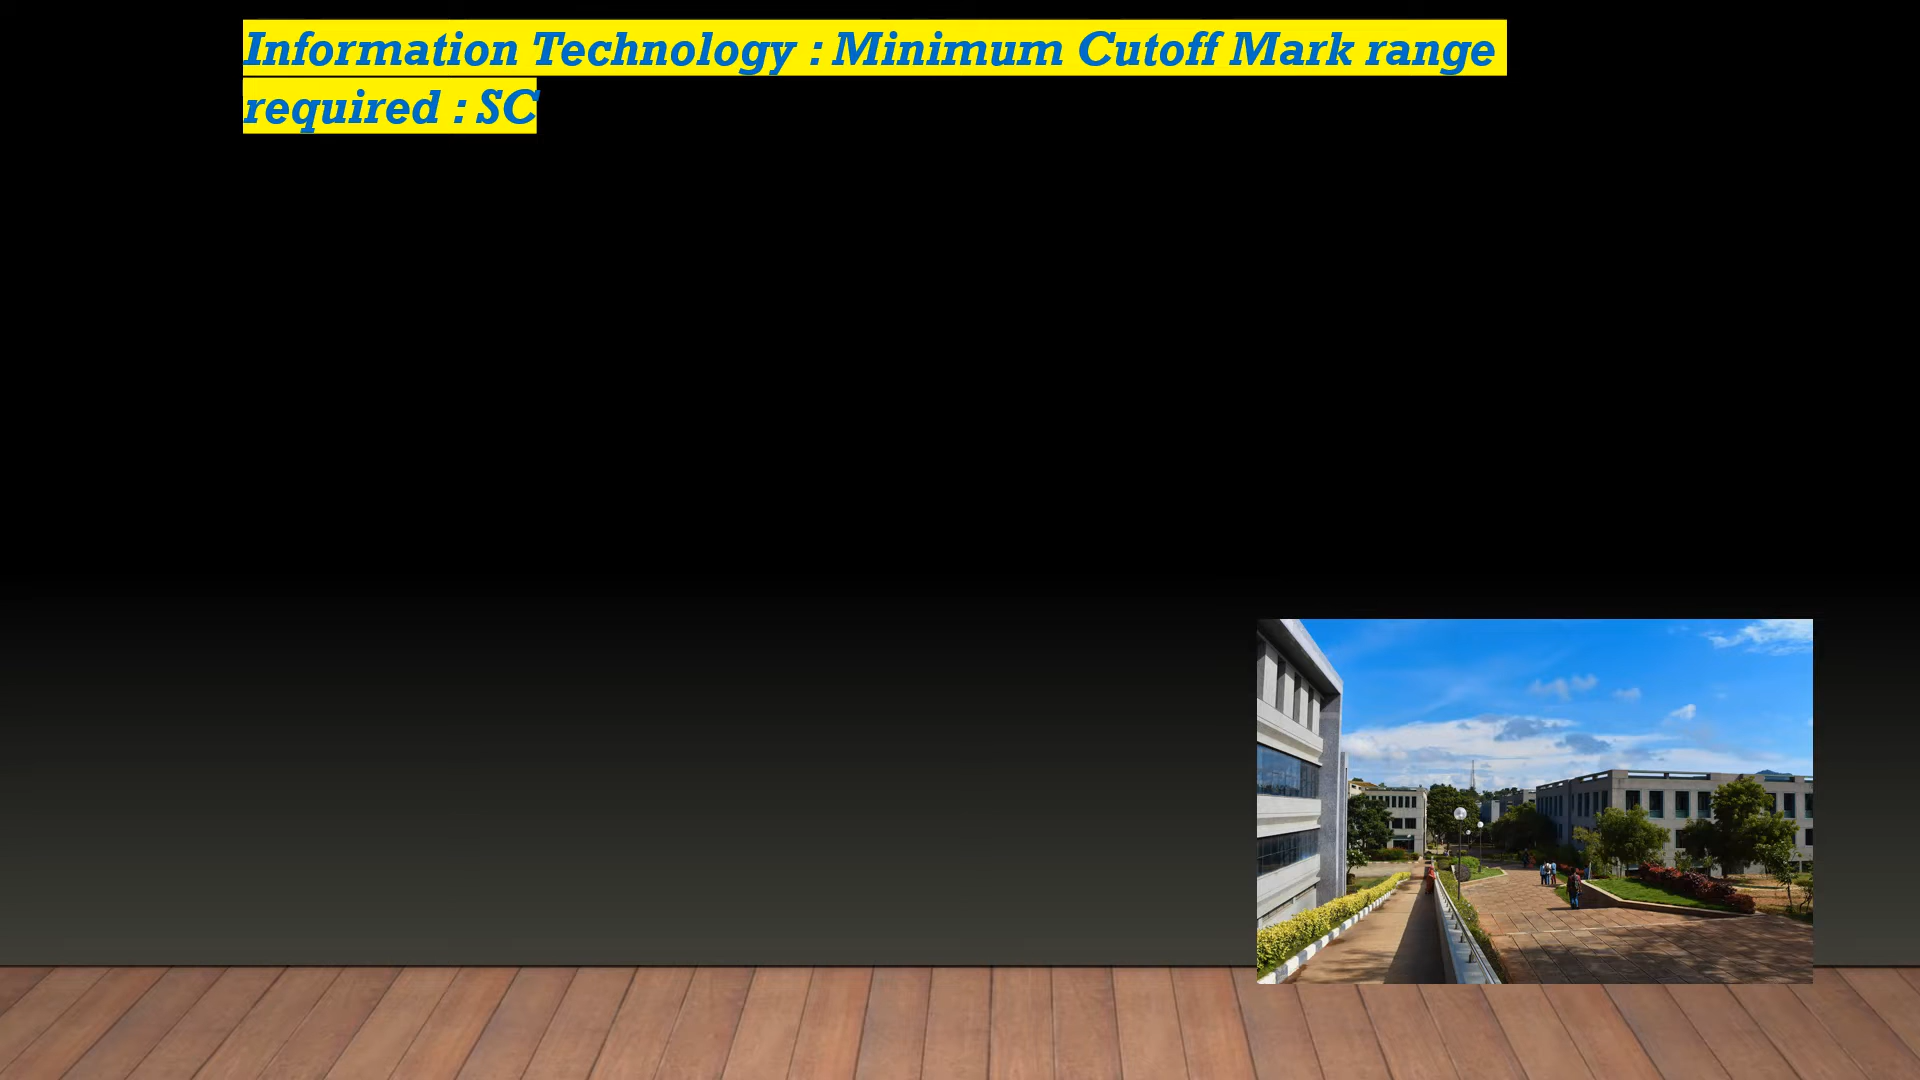 Information Technology : Minimum Cutoff Mark range
required : SC